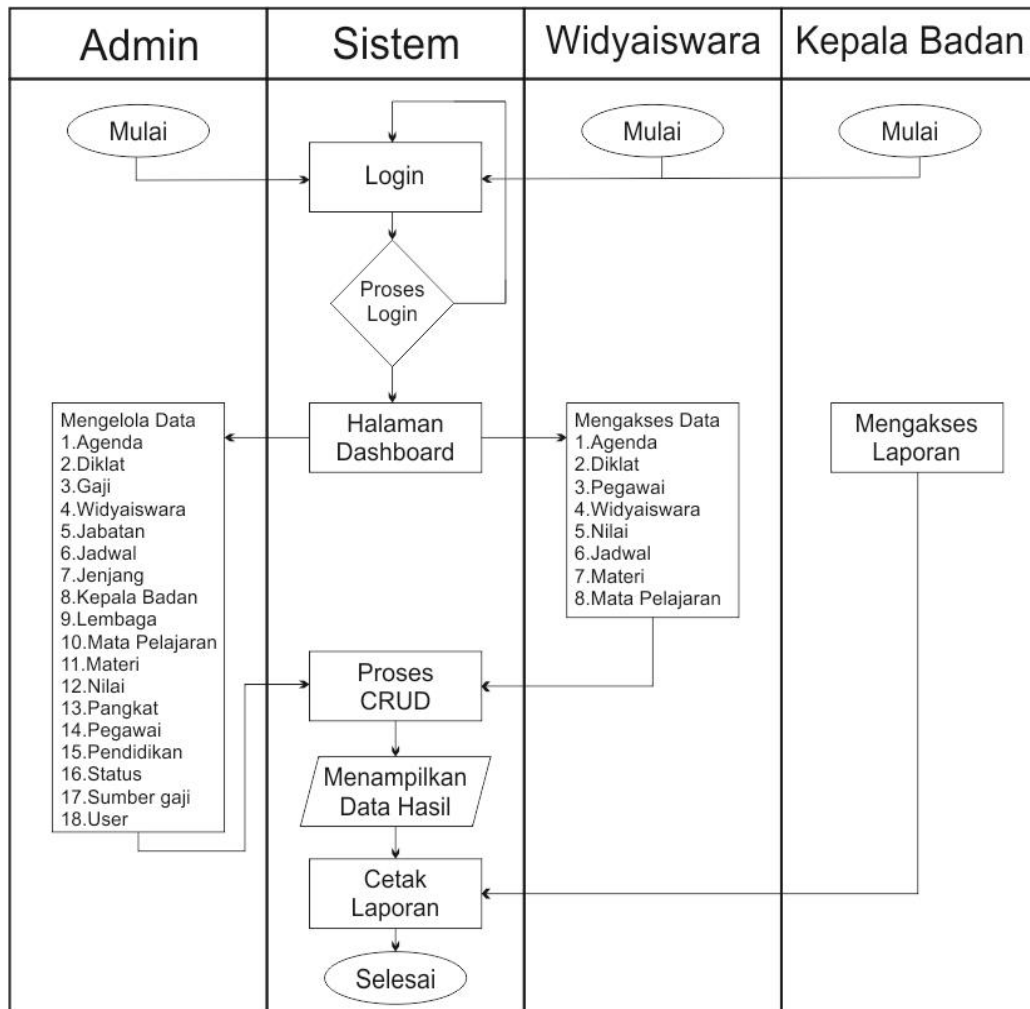 Admin
Sistem
Widyaiswara
Kepala Badan
Mulai
Mulai
Mulai
Login
Proses
Login
Halaman
Dashboard
Mengelola Data
1.Agenda
2.Diklat
3.Gaji
4.Widyaiswara
5.Jabatan
6.Jadwal
7.Jenjang
8.Kepala Badan
9.Lembaga
10.Mata Pelajaran
11.Materi
12.Nilai
13.Pangkat
14.Pegawai
15.Pendidikan
16.Status
17.Sumber gaji
18.User
Mengakses Data
1.Agenda
2.Diklat
3.Pegawai
4.Widyaiswara
5.Nilai
6.Jadwal
7.Materi
8.Mata Pelajaran
Mengakses
Laporan
Proses
CRUD
Menampilkan
Data Hasil
Cetak
Laporan
Selesai